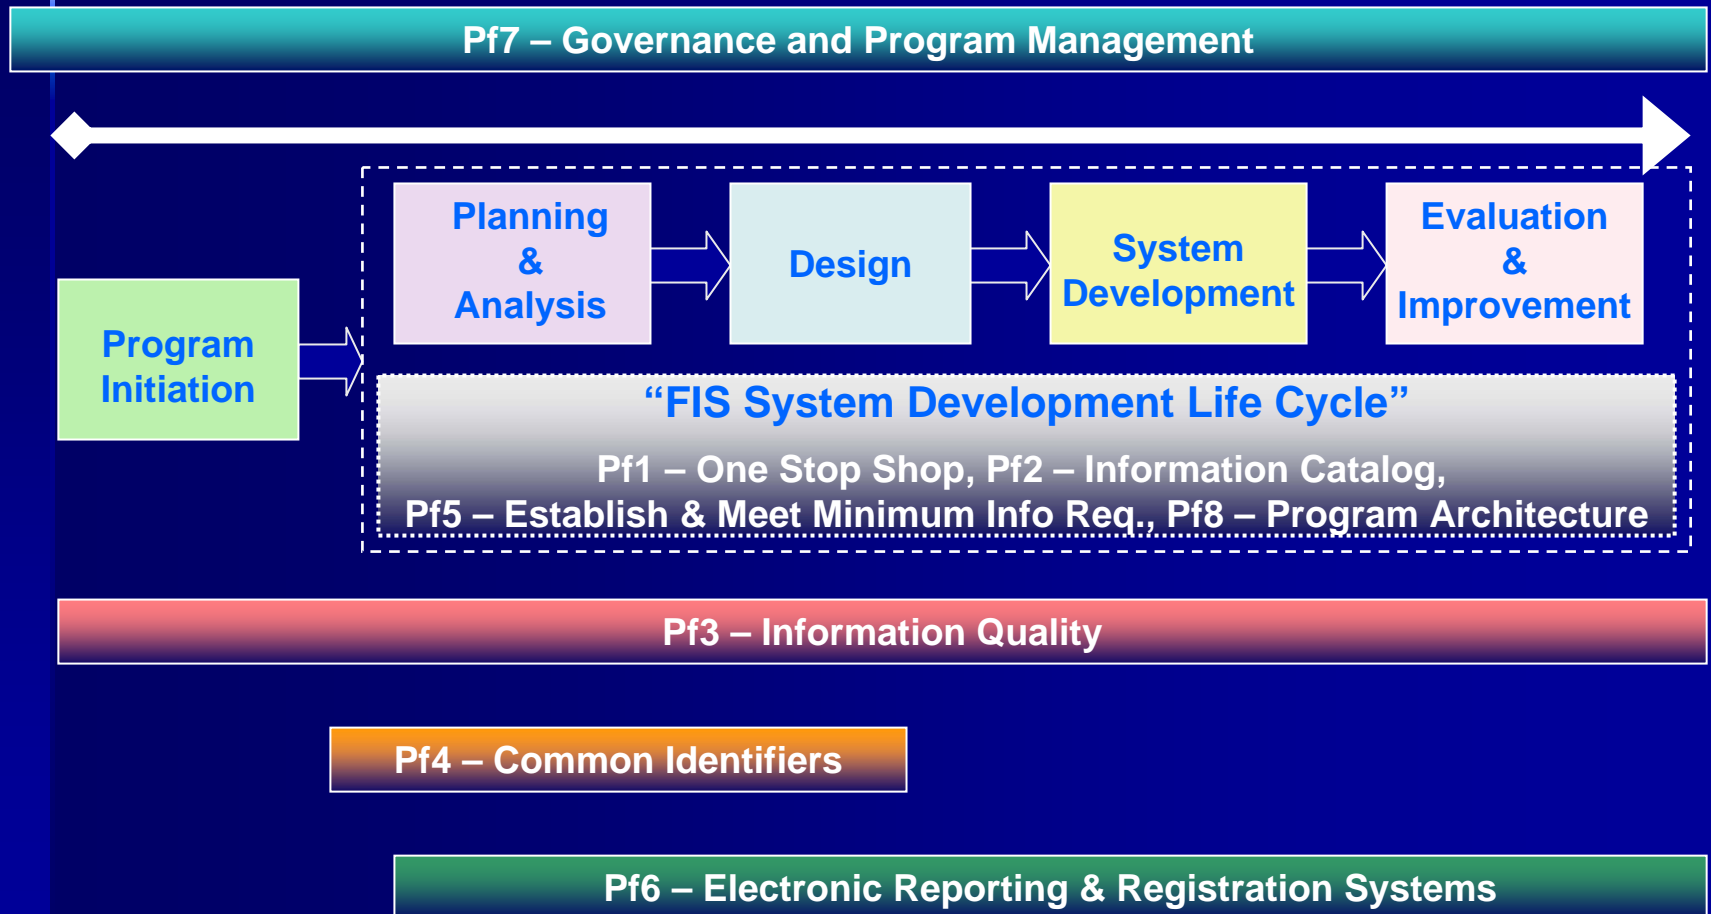 Pf7 – Governance and Program Management
Planning
&
Analysis
Design
System
Development
Evaluation
&
Improvement
Program
Initiation
“FIS System Development Life Cycle”
Pf1 – One Stop Shop, Pf2 – Information Catalog,
Pf5 – Establish & Meet Minimum Info Req., Pf8 – Program Architecture
Pf3 – Information Quality
Pf4 – Common Identifiers
Pf6 – Electronic Reporting & Registration Systems